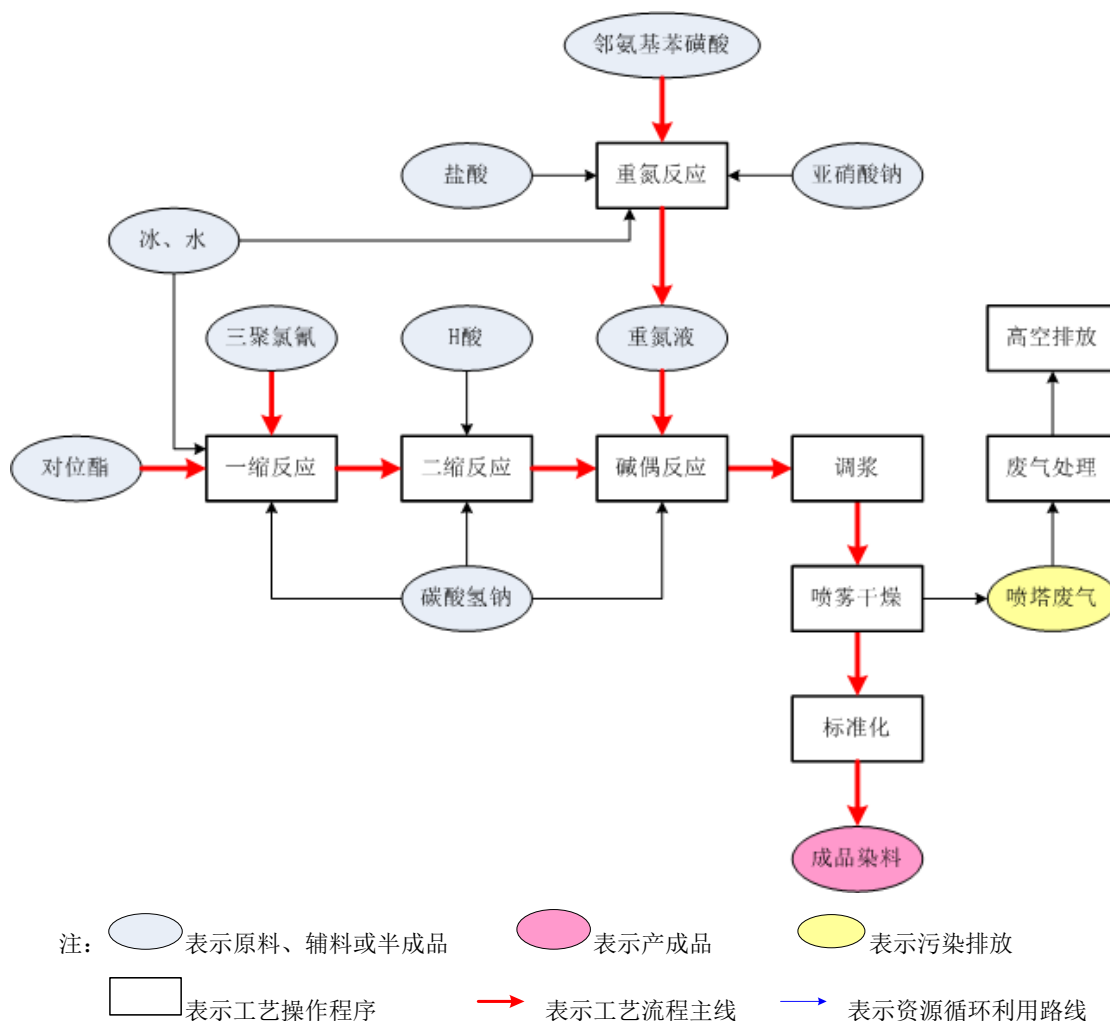 邻氨基苯磺酸
盐酸
重氮反应
亚硝酸钠
冰、水
三聚氯氰
H酸
重氮液
高空排放
对位酯
一缩反应
二缩反应
碱偶反应
调浆
废气处理
碳酸氢钠
喷雾干燥
喷塔废气
标准化
成品染料
注：
表示原料、辅料或半成品
表示产成品
表示污染排放
表示工艺操作程序
表示工艺流程主线
表示资源循环利用路线